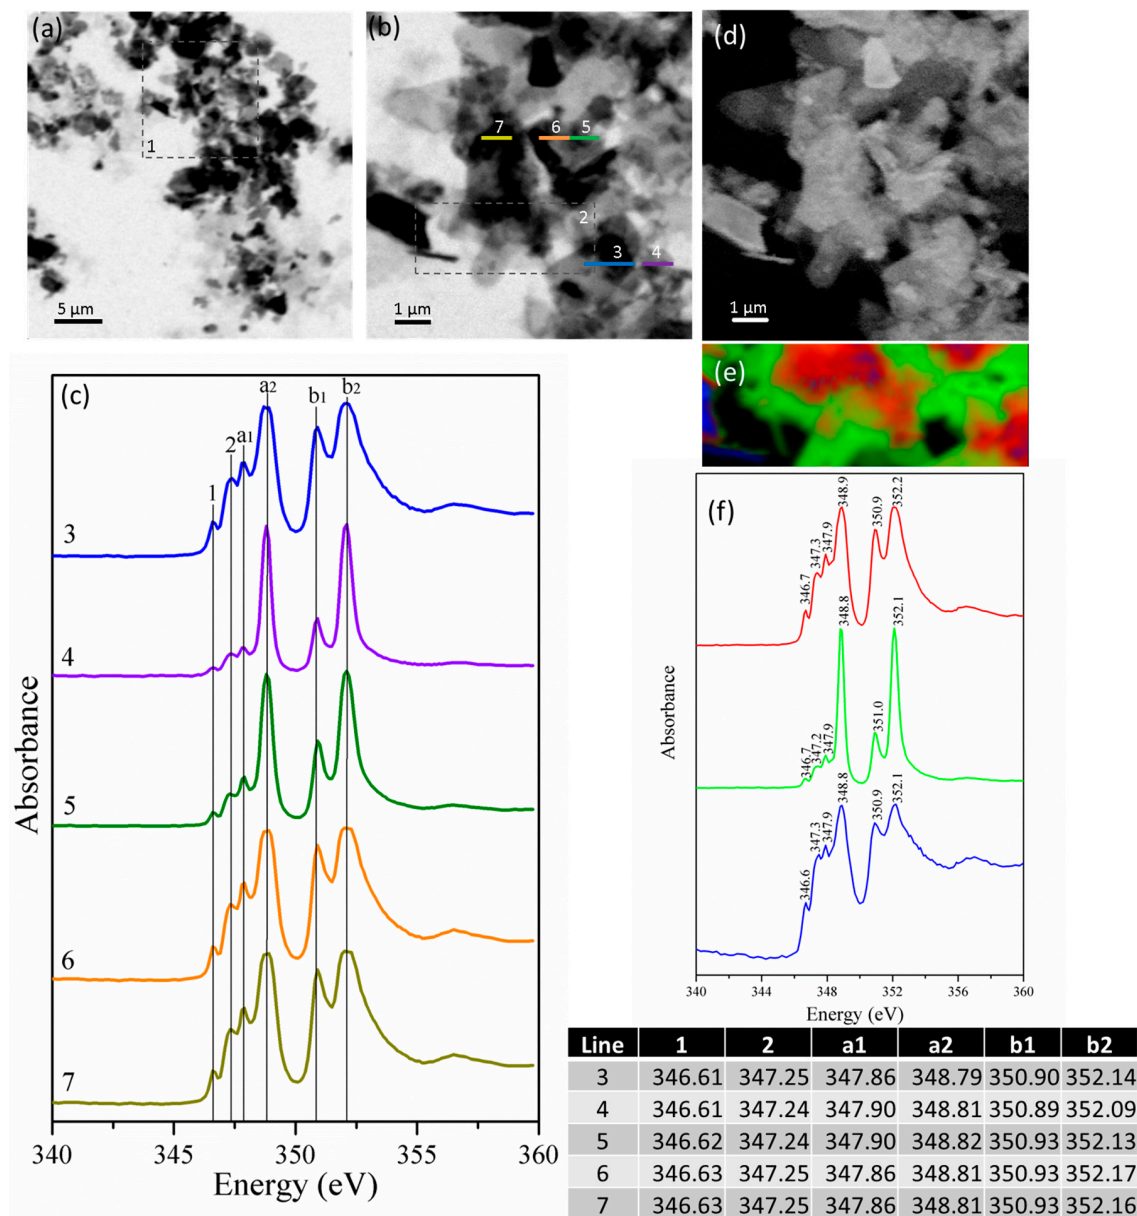 (a)
1
5 µm
(b)
7
6
5
2
3
4
1 µm
(d)
1 µm
(e)
(c)
1
2
a1
a2
b1
b2
3
4
5
6
7
Absorbance
340
345
350
355
360
Energy (eV)
(f)
346.7
347.3
347.9
348.9
350.9
352.2
346.7
347.2
347.9
348.8
351.0
352.1
346.6
347.3
347.9
348.8
350.9
352.1
Absorbance
340
344
348
352
356
360
Energy (eV)
Line 1 2 a1 a2 b1 b2
3 346.61 347.25 347.86 348.79 350.90 352.14
4 346.61 347.24 347.90 348.81 350.89 352.09
5 346.62 347.24 347.90 348.82 350.93 352.13
6 346.63 347.25 347.86 348.81 350.93 352.17
7 346.63 347.25 347.86 348.81 350.93 352.16